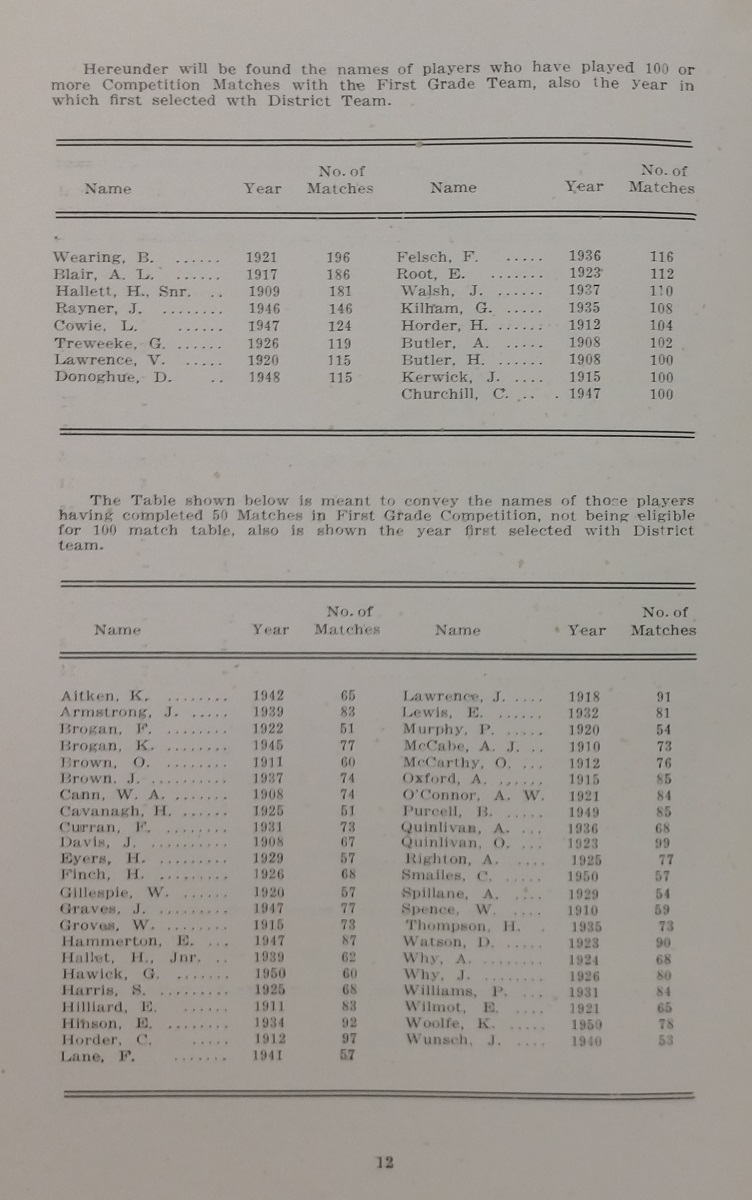 Hereunder will be found the names of players who have played 100 or
more Competition Matches with the First Grade Team, also the year in
which first selected wth District Team.
Name Year No. of Matches Name Year No. of Matches
Wearing, B. ...... 1921 196 Felsch, F. ..... 1936 116
Blair, A. L. ...... 1917 186 Root, E. ....... 1923 112
Hallett, H., Snr. .. 1909 181 Walsh, J. ...... 1937 110
Rayner, J. ........ 1946 146 Kilham, G. ..... 1935 108
Cowie, L. ...... 1947 124 Horder, H. ...... 1912 104
Treweeke, G. ...... 1926 119 Butler, A. ..... 1908 102
Lawrence, V. ..... 1920 115 Butler, H. ...... 1908 100
Donoghue, D. .. 1948 115 Kerwick, J. .... 1915 100
Churchill, C. .. . 1947 100
The Table shown below is meant to convey the names of those players
having completed 50 Matches in First Grade Competition, not being eligible
for 100 match table, also is shown the year first selected with District
team.
Name Year No. of Matches Name Year No. of Matches
Aitken, K. ........ 1942 65 Lawrence, J. .... 1918 91
Armstrong, J. ..... 1939 83 Lewis, E. ...... 1932 81
Brogan, F. ........ 1922 51 Murphy, P. ..... 1920 54
Brogan, K. ........ 1945 77 McCabe, A. J. .. 1910 73
Brown, O. ......... 1911 60 McCarthy, O. ... 1912 76
Brown. J. .......... 1937 74 Oxford, A. ...... 1915 85
Cann, W. A. ....... 1908 74 O'Connor, A. W. 1921 84
Cavanagh, H. ...... 1925 51 Purcell, B. ..... 1949 85
Curran, F. ........ 1931 73 Quinlivan, A. ... 1936 68
Davis, J. .......... 1908 67 Quinlivan, O. ... 1923 99
Eyers, H. ......... 1929 57 Righton, A. .... 1925 77
Finch, H. ......... 1926 68 Smailes, C. ..... 1950 57
Gillespie, W. ...... 1920 57 Spillane, A. .... 1929 54
Graves, J. ......... 1947 77 Spence, W. .... 1910 59
Groves, W. ........ 1915 73 Thompson, H. . 1935 73
Hammerton, E. ... 1947 87 Watson, D. ..... 1923 90
Hallet, H., Jnr. .. 1939 62 Why, A. ........ 1924 68
Hawick, G. ....... 1950 60 Why, J. ........ 1926 80
Harris, S. ......... 1925 68 Williams, P. ... 1931 84
Hilliard, E. ...... 1911 83 Wilmot, E. .... 1921 65
Hinson, E. ........ 1934 92 Woolfe, K. ..... 1950 78
Horder, C. ..... 1912 97 Wunsch, J. .... 1940 53
Lane, F. ....... 1941 57
12